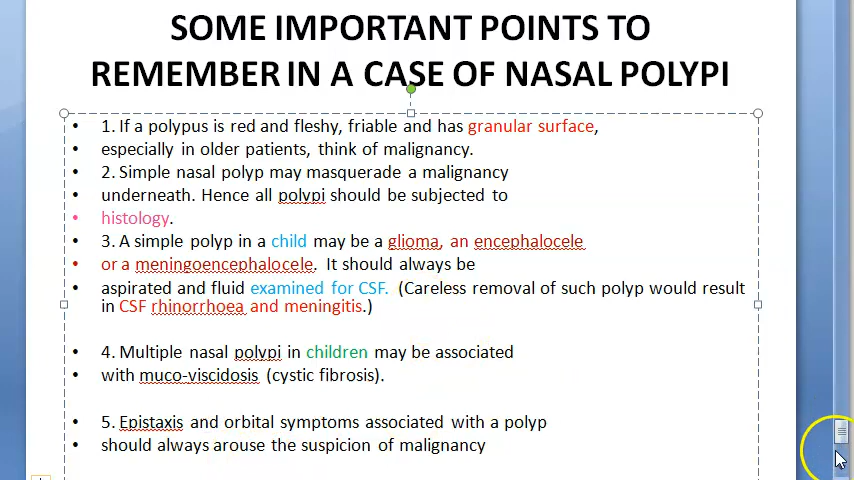 SOME IMPORTANT POINTS TO
REMEMBER IN A CASE OF NASAL POLYPI
• 1. If a polypus is red and fleshy, friable and has granular surface,
• especially in older patients, think of malignancy.
• 2. Simple nasal polyp may masquerade a malignancy
• underneath. Hence all polypi should be subjected to
• histology.
• 3. A simple polyp in a child may be a glioma, an encephalocele
• or a meningoencephalocele. It should always be
• aspirated and fluid examined for CSF. (Careless removal of such polyp would result
in CSF rhinorrhoea and meningitis.)
• 4. Multiple nasal polypi in children may be associated
• with muco-viscidosis (cystic fibrosis).
• 5. Epistaxis and orbital symptoms associated with a polyp
• should always arouse the suspicion of malignancy